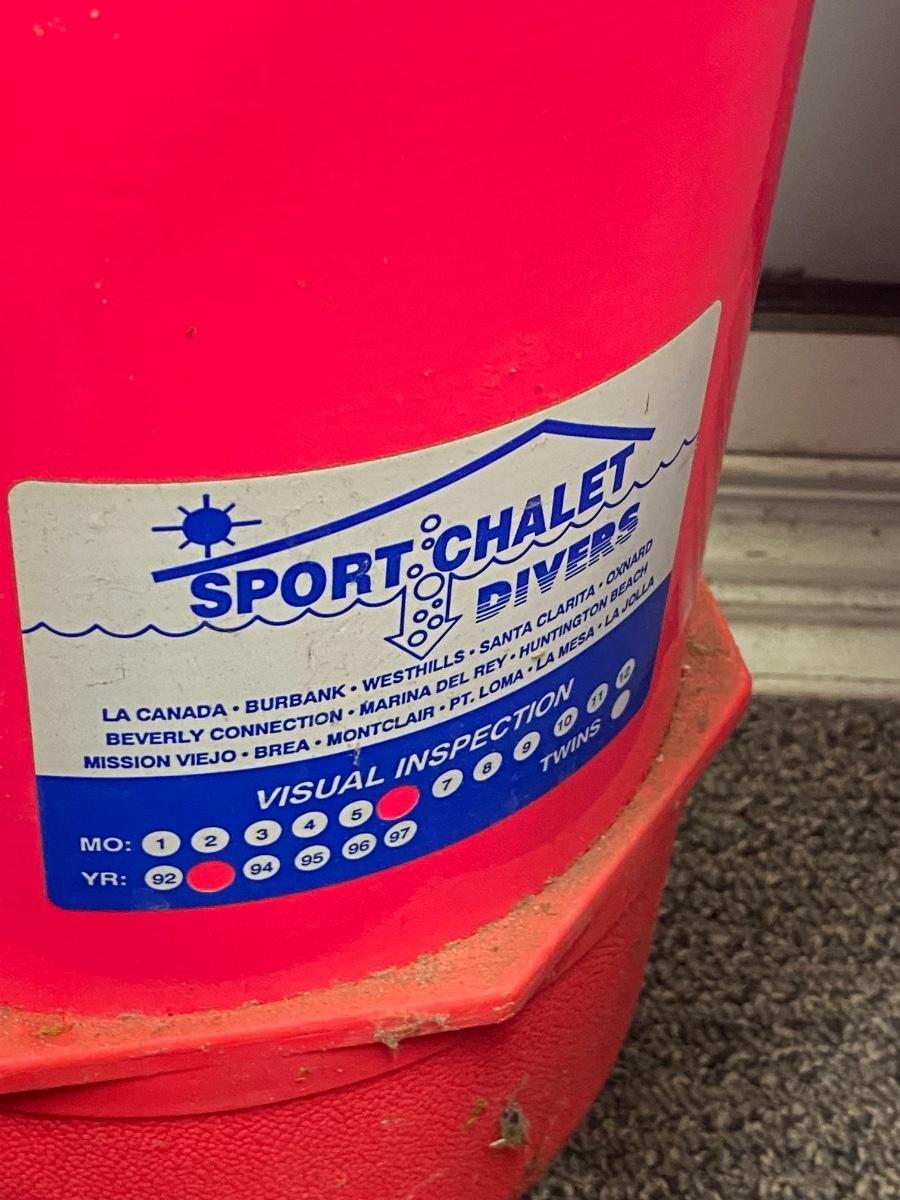 SPORT CHALET
DIVERS
LA CANADA • BURBANK • WESTHILLS • SANTA CLARITA • OXNARD
BEVERLY CONNECTION • MARINA DEL REY • HUNTINGTON BEACH
MISSION VIEJO • BREA • MONTCLAIR • PT. LOMA • LA MESA • LA JOLLA
VISUAL INSPECTION
MO: 1 2 3 4 5 7 8 9 10 11 12
YR: 92 94 95 96 97 TWINS